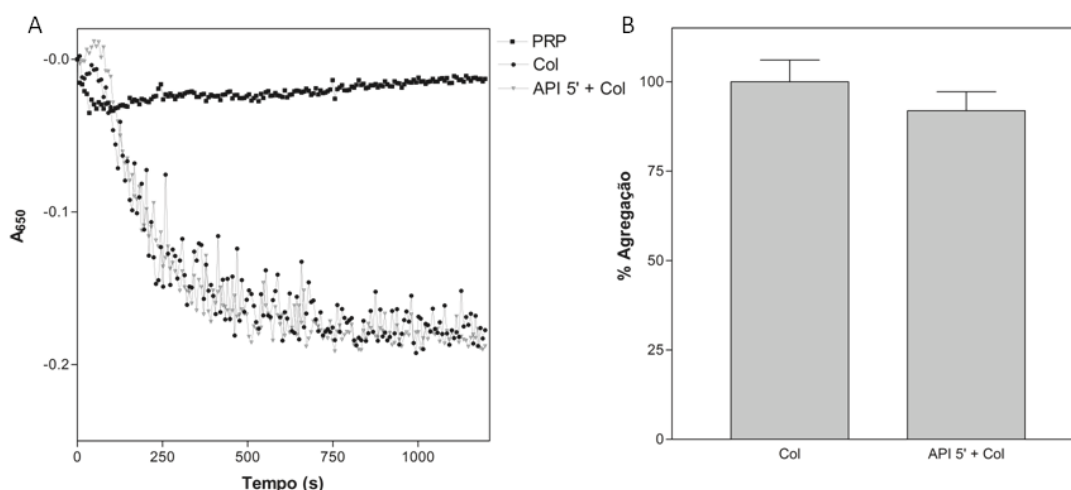 A
-0.0
-0.1
-0.2
A650
0
250
500
750
1000
Tempo (s)
PRP
Col
API 5' + Col
B
100
75
50
25
0
% Agregação
Col
API 5' + Col